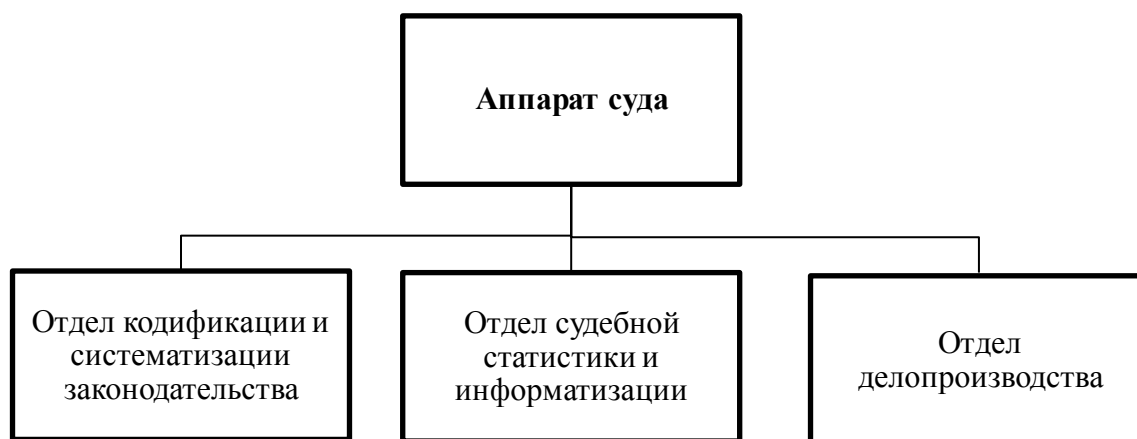 Аппарат суда
Отдел кодификации и
систематизации
законодательства
Отдел судебной
статистики и
информатизации
Отдел
делопроизводства